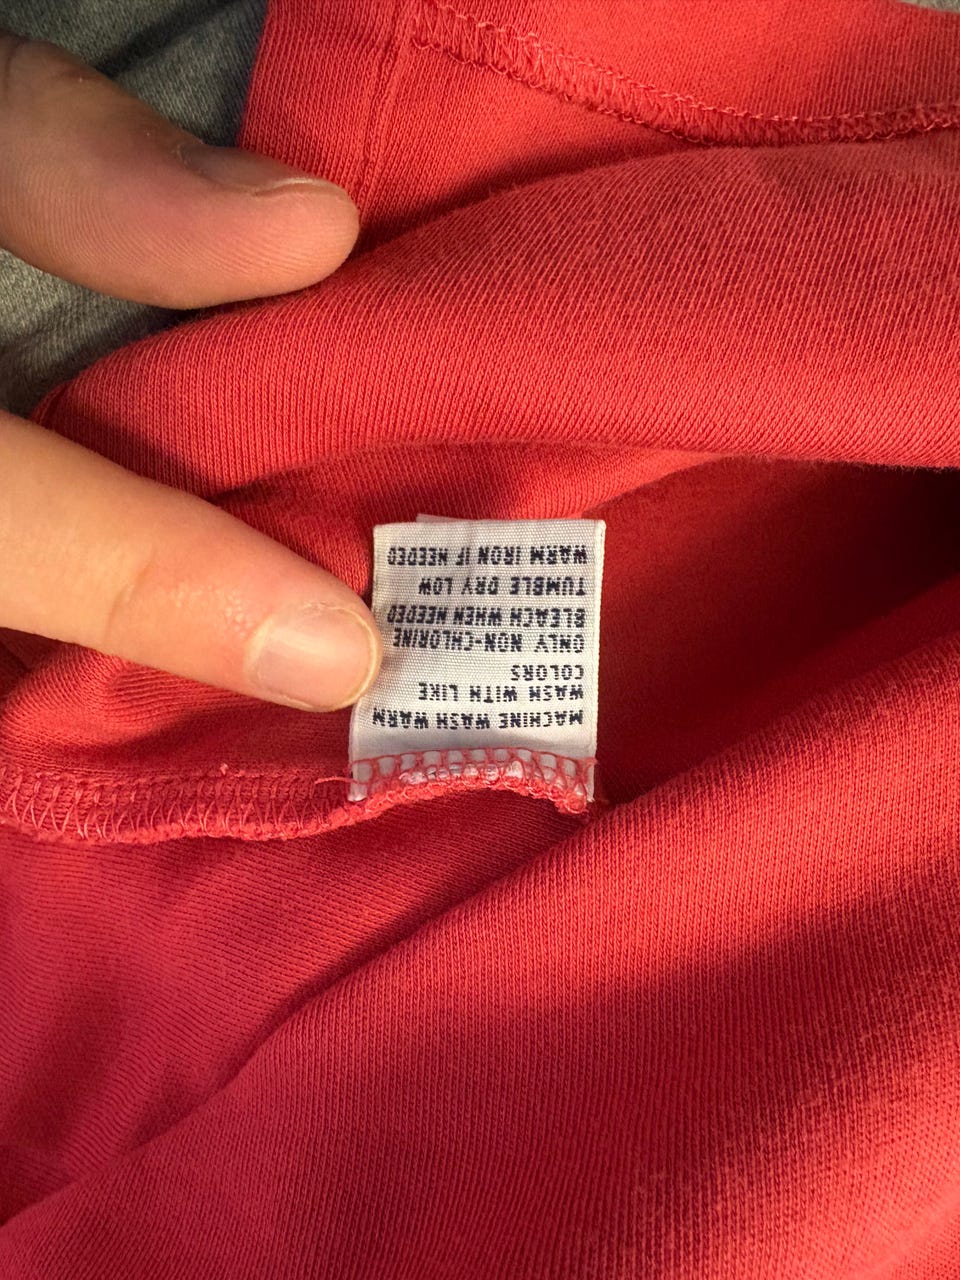 MACHINE WASH WARM
WASH WITH LIKE
COLORS
ONLY NON-CHLORINE
BLEACH WHEN NEEDED
TUMBLE DRY LOW
WARM IRON IF NEEDED